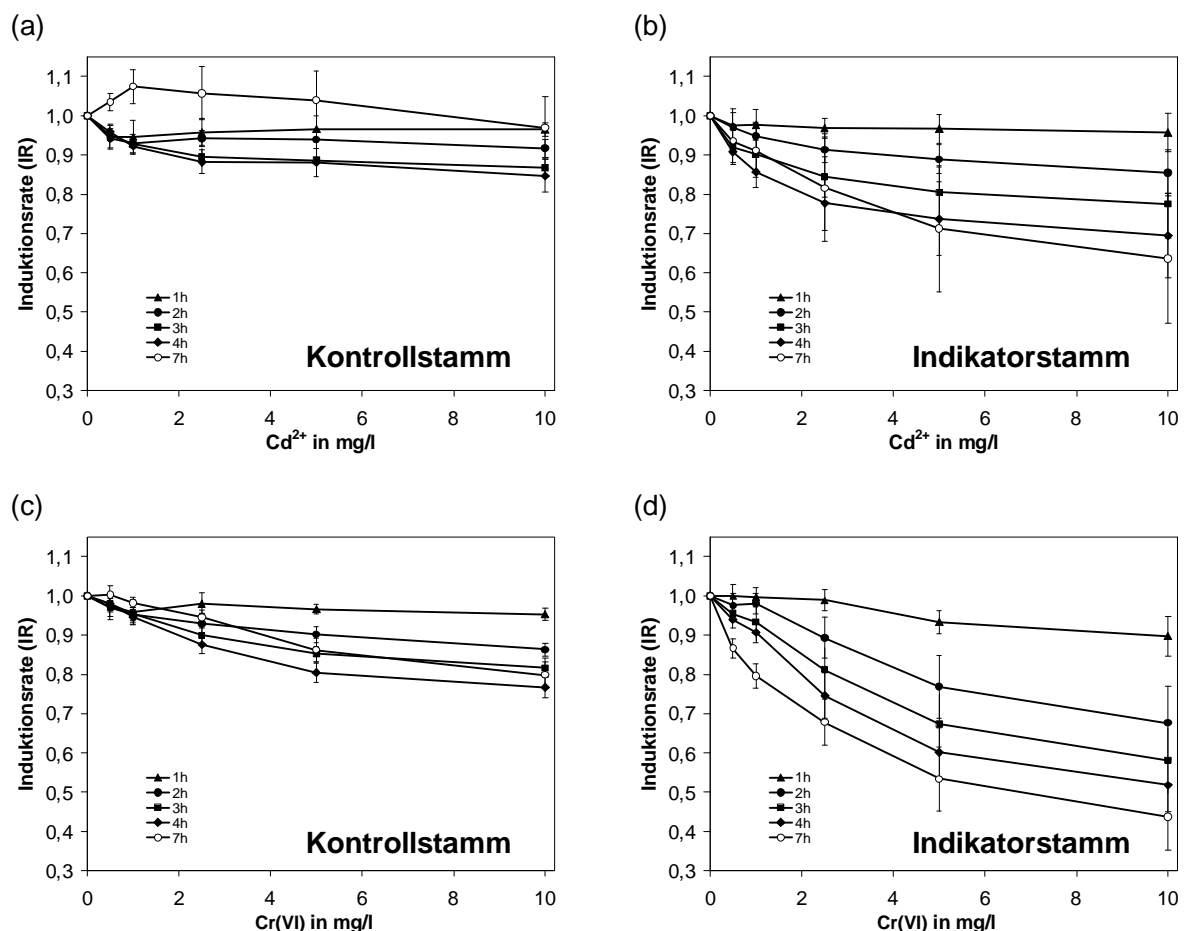 (a)
Induktionsrate (IR)
1,1
1,0
0,9
0,8
0,7
0,6
0,5
0,4
0,3
1h
2h
3h
4h
7h
Kontrollstamm
0 2 4 6 8 10
Cd²⁺ in mg/l
(b)
Induktionsrate (IR)
1,1
1,0
0,9
0,8
0,7
0,6
0,5
0,4
0,3
1h
2h
3h
4h
7h
Indikatorstamm
0 2 4 6 8 10
Cd²⁺ in mg/l
(c)
Induktionsrate (IR)
1,1
1,0
0,9
0,8
0,7
0,6
0,5
0,4
0,3
1h
2h
3h
4h
7h
Kontrollstamm
0 2 4 6 8 10
Cr(VI) in mg/l
(d)
Induktionsrate (IR)
1,1
1,0
0,9
0,8
0,7
0,6
0,5
0,4
0,3
1h
2h
3h
4h
7h
Indikatorstamm
0 2 4 6 8 10
Cr(VI) in mg/l